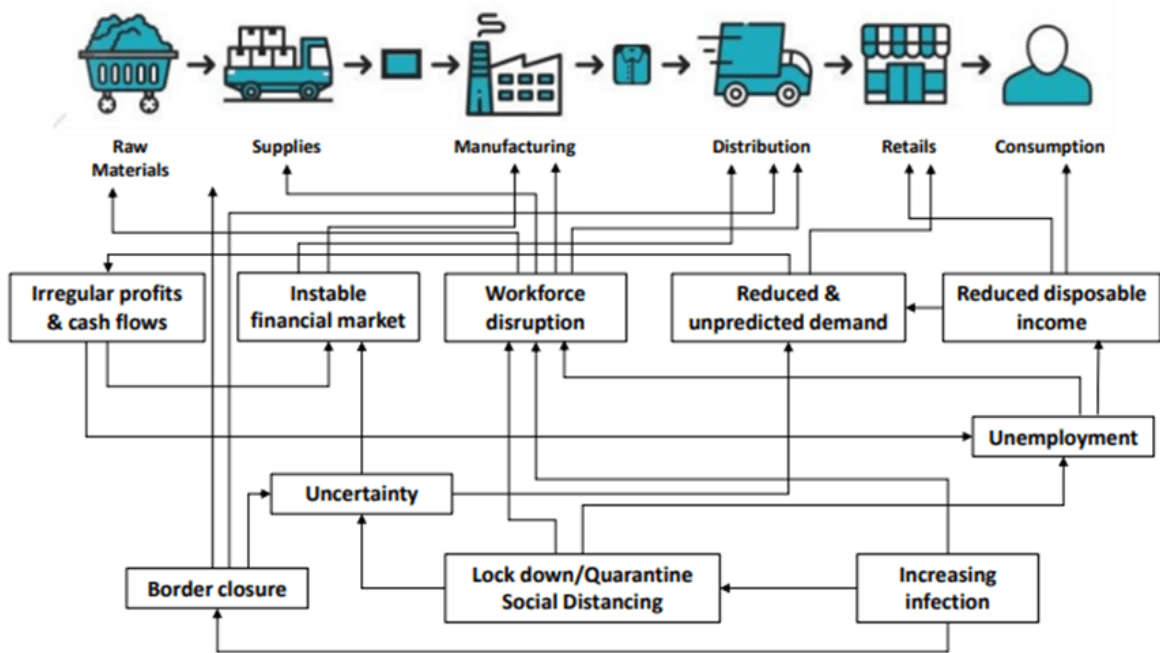 Raw
Materials
Supplies
Manufacturing
Distribution
Retails
Consumption
Irregular profits
& cash flows
Instable
financial market
Workforce
disruption
Reduced &
unpredicted demand
Reduced disposable
income
Unemployment
Uncertainty
Border closure
Lock down/Quarantine
Social Distancing
Increasing
infection